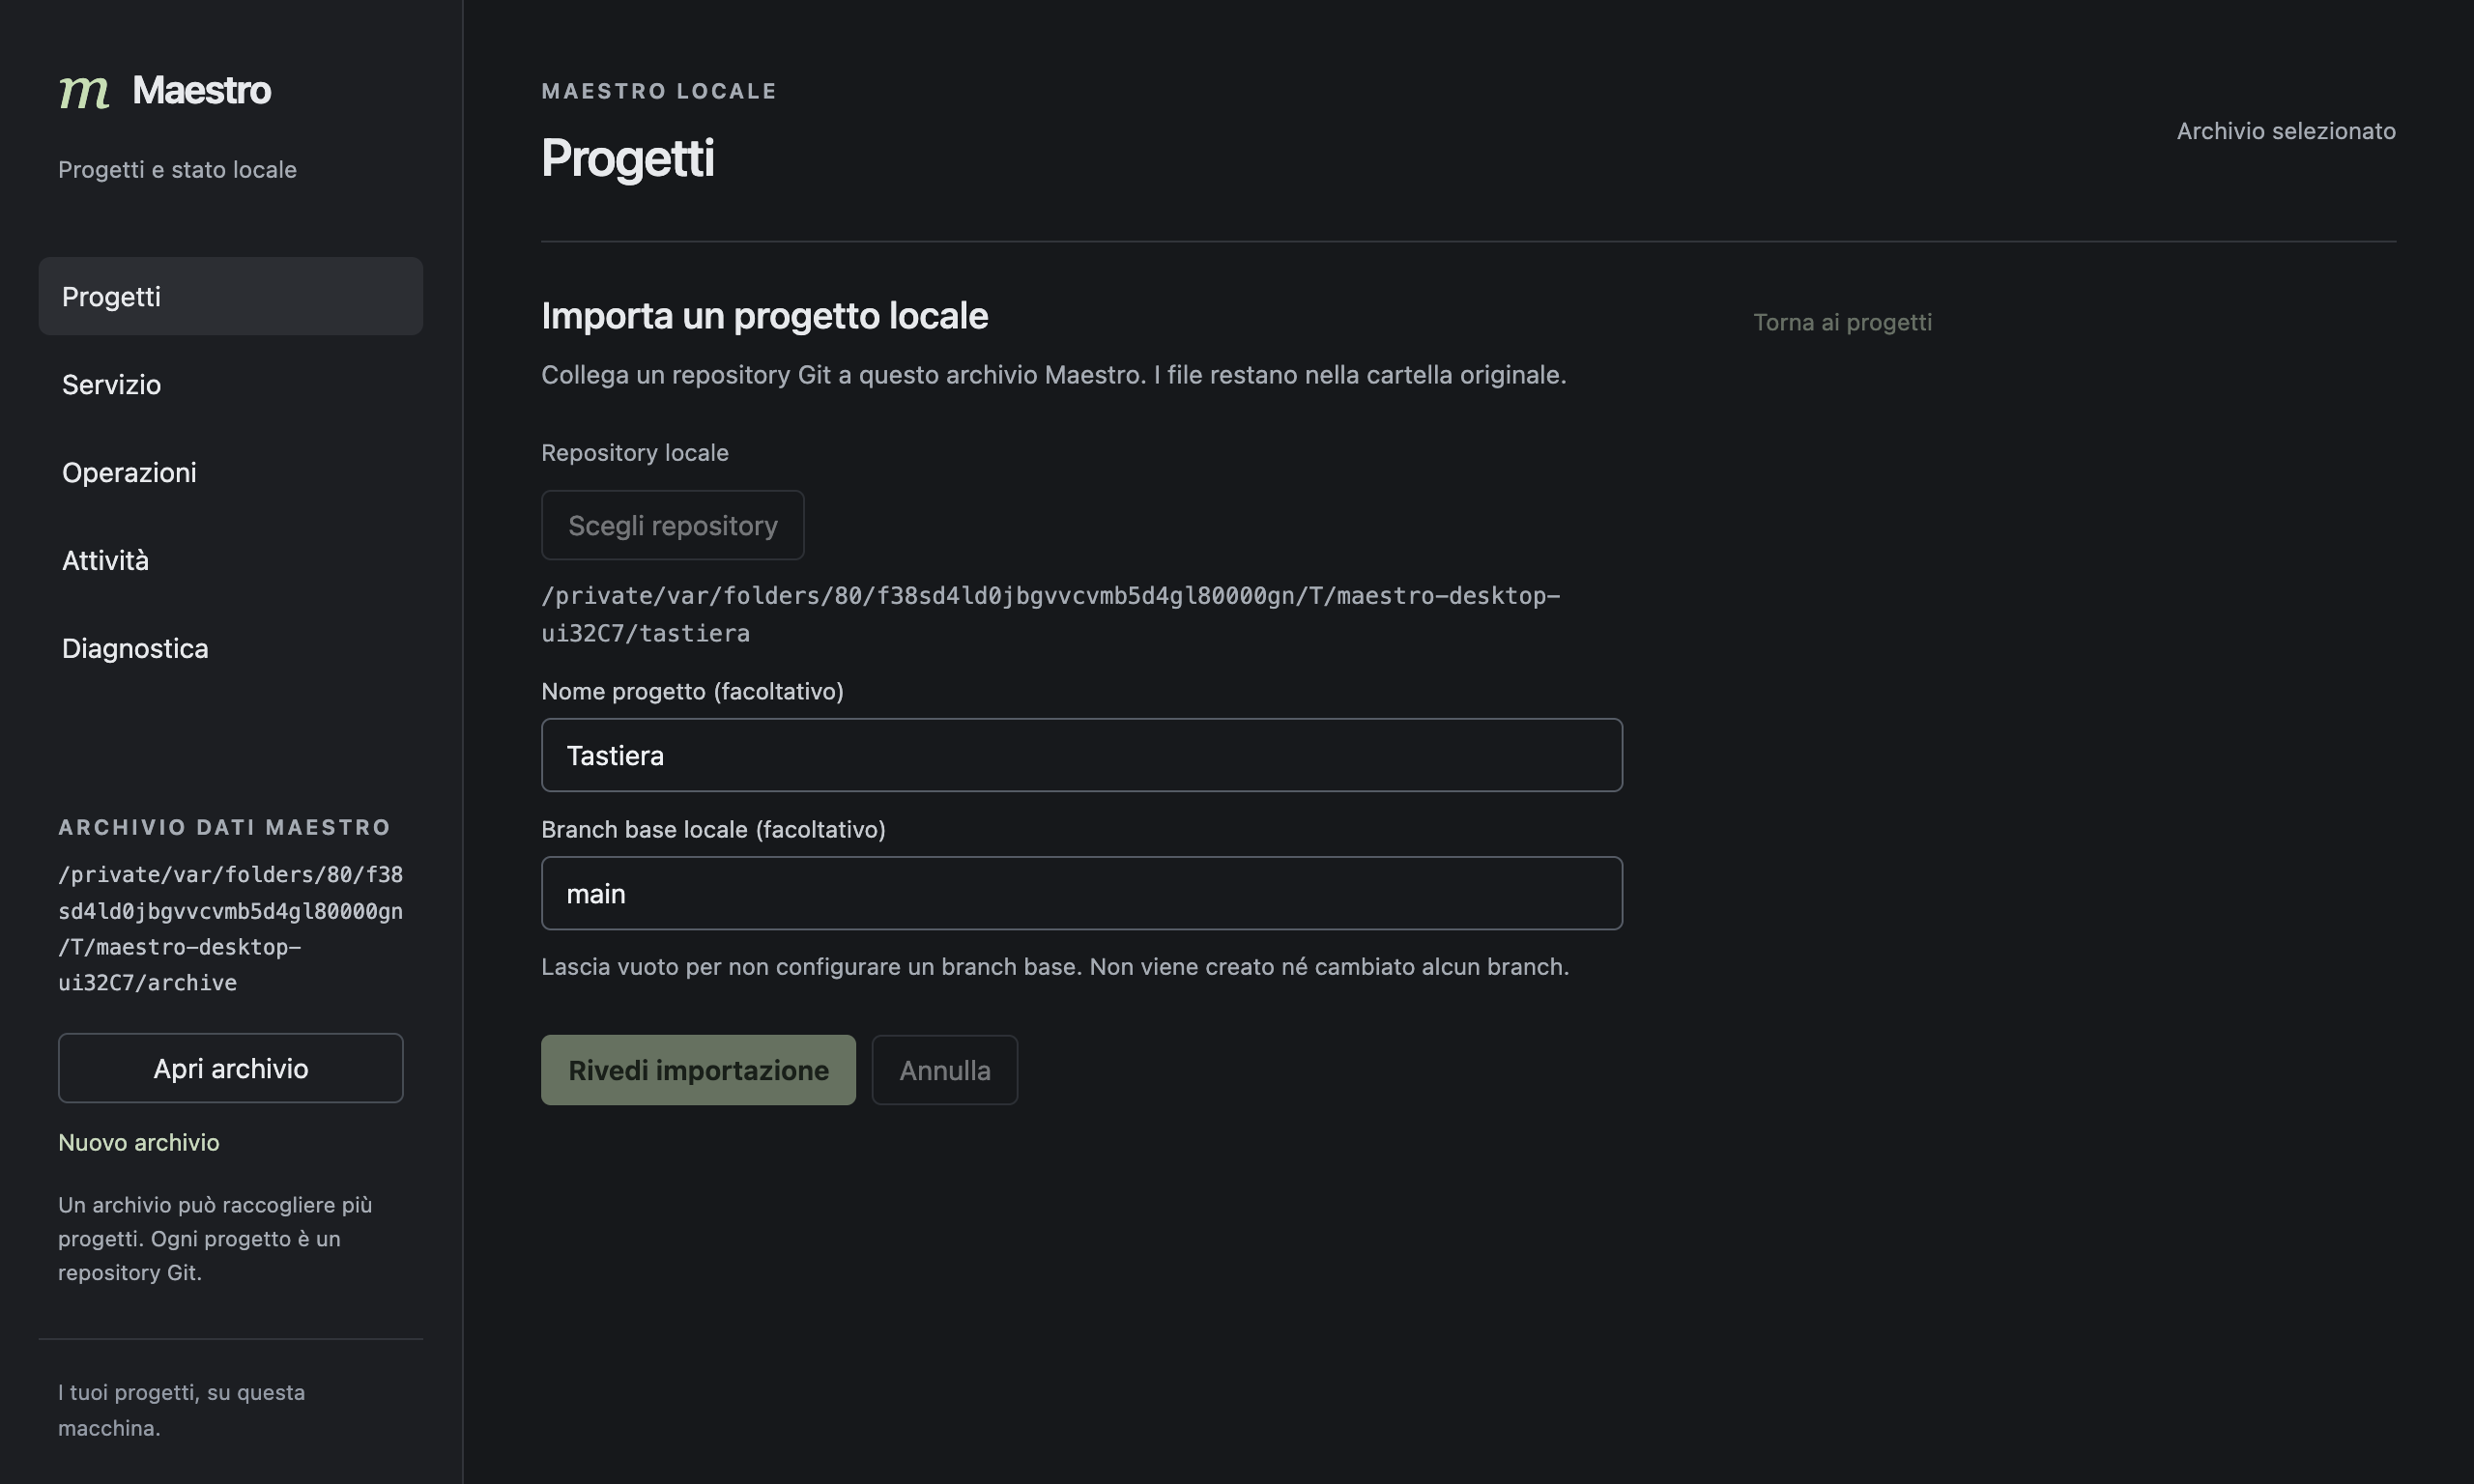 m Maestro
Progetti e stato locale
Progetti
Servizio
Operazioni
Attività
Diagnostica
ARCHIVIO DATI MAESTRO
/private/var/folders/80/f38
sd4ld0jbgvvcvmb5d4gl80000gn
/T/maestro-desktop-
ui32C7/archive
Apri archivio
Nuovo archivio
Un archivio può raccogliere più
progetti. Ogni progetto è un
repository Git.
I tuoi progetti, su questa
macchina.
MAESTRO LOCALE
Progetti
Archivio selezionato
Importa un progetto locale
Torna ai progetti
Collega un repository Git a questo archivio Maestro. I file restano nella cartella originale.
Repository locale
Scegli repository
/private/var/folders/80/f38sd4ld0jbgvvcvmb5d4gl80000gn/T/maestro-desktop-
ui32C7/tastiera
Nome progetto (facoltativo)
Tastiera
Branch base locale (facoltativo)
main
Lascia vuoto per non configurare un branch base. Non viene creato né cambiato alcun branch.
Rivedi importazione
Annulla